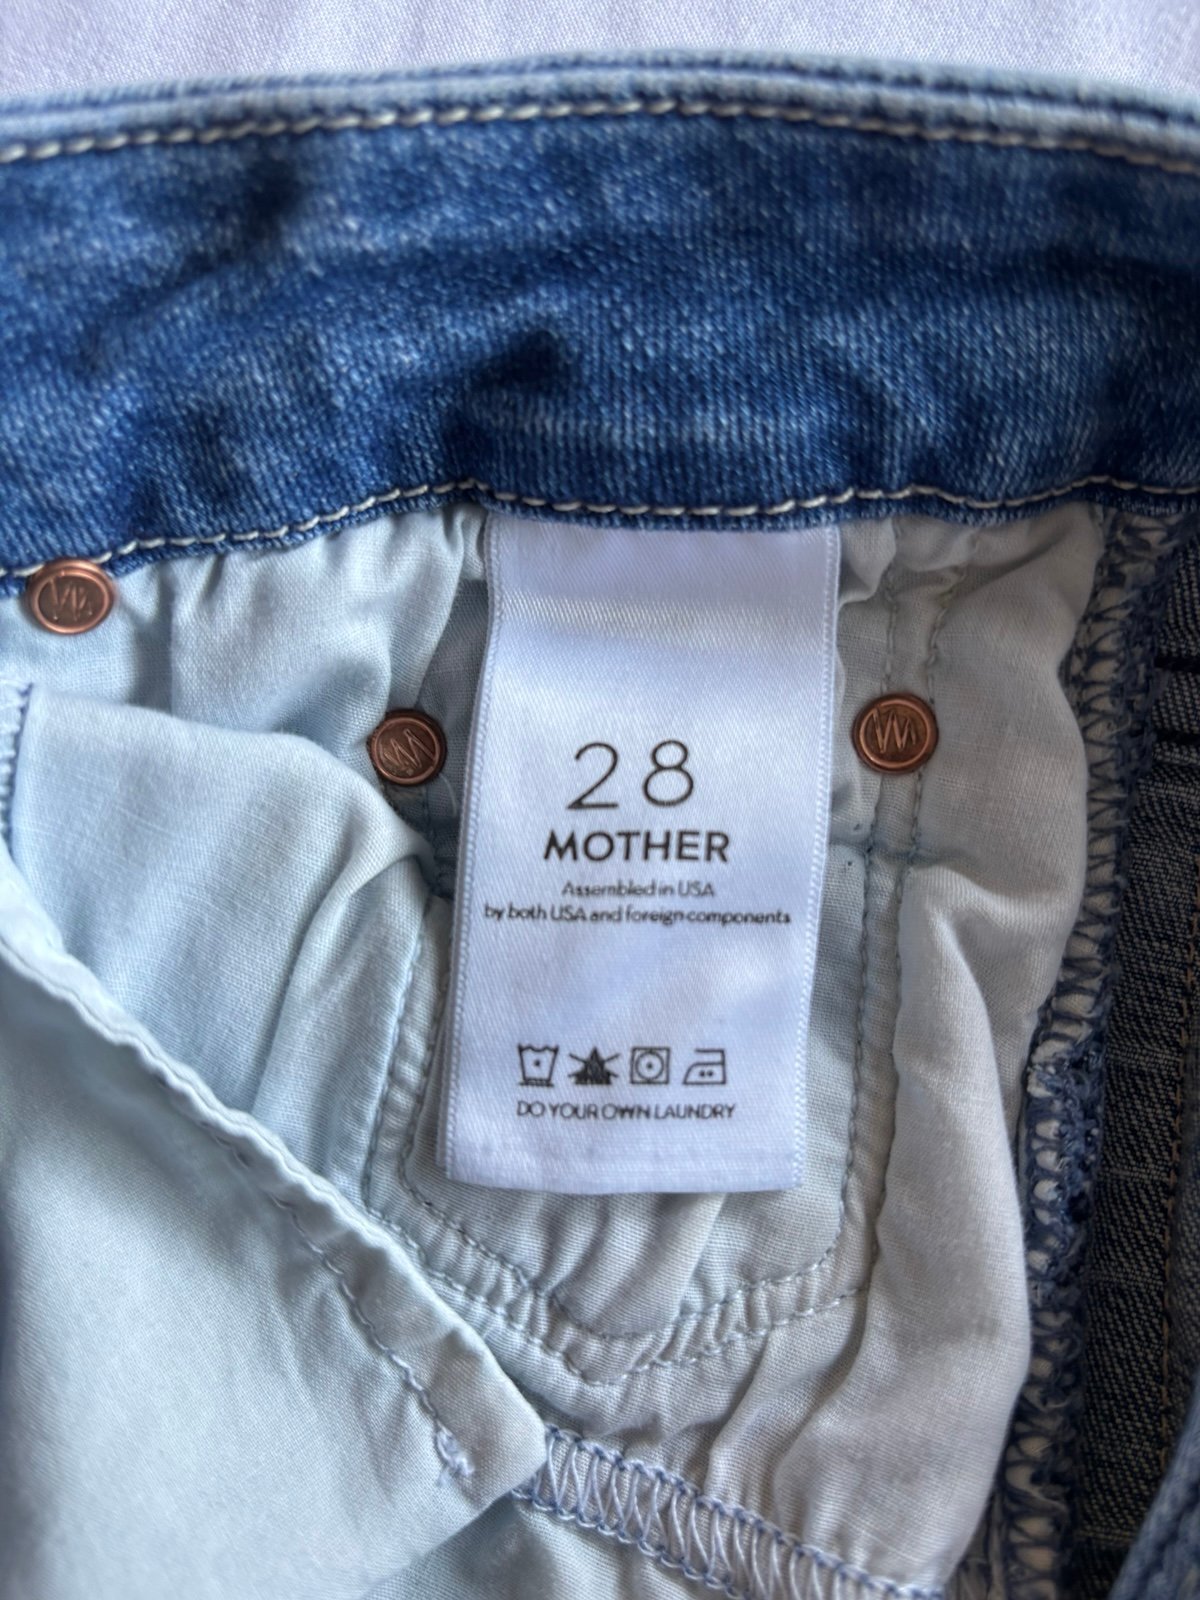 28
MOTHER
Assembled in USA
by both USA and foreign components
DO YOUR OWN LAUNDRY